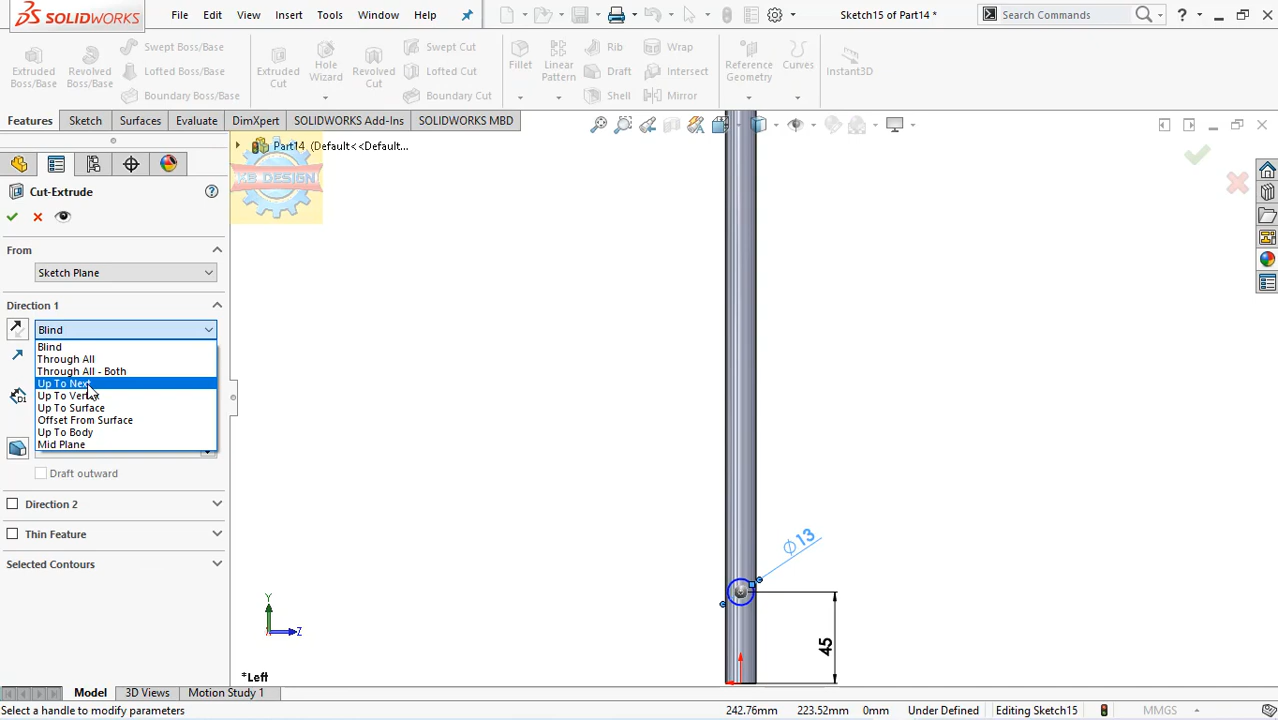 DS SOLIDWORKS
File Edit View Insert Tools Window Help
Sketch15 of Part14 *
Search Commands
Extruded Boss/Base
Revolved Boss/Base
Swept Boss/Base
Lofted Boss/Base
Boundary Boss/Base
Extruded Cut
Hole Wizard
Revolved Cut
Swept Cut
Lofted Cut
Boundary Cut
Fillet
Linear Pattern
Rib
Draft
Shell
Wrap
Intersect
Mirror
Reference Geometry
Curves
Instant3D
Features Sketch Surfaces Evaluate DimXpert SOLIDWORKS Add-Ins SOLIDWORKS MBD
Part14 (Default<<Default...
KB DESIGN
Cut-Extrude
From
Sketch Plane
Direction 1
Blind
Blind
Through All
Through All - Both
Up To Next
Up To Vertex
Up To Surface
Offset From Surface
Up To Body
Mid Plane
Draft outward
Direction 2
Thin Feature
Selected Contours
Y
Z
*Left
∅13
45
Model 3D Views Motion Study 1
Select a handle to modify parameters
242.76mm 223.52mm 0mm Under Defined Editing Sketch15 MMGS